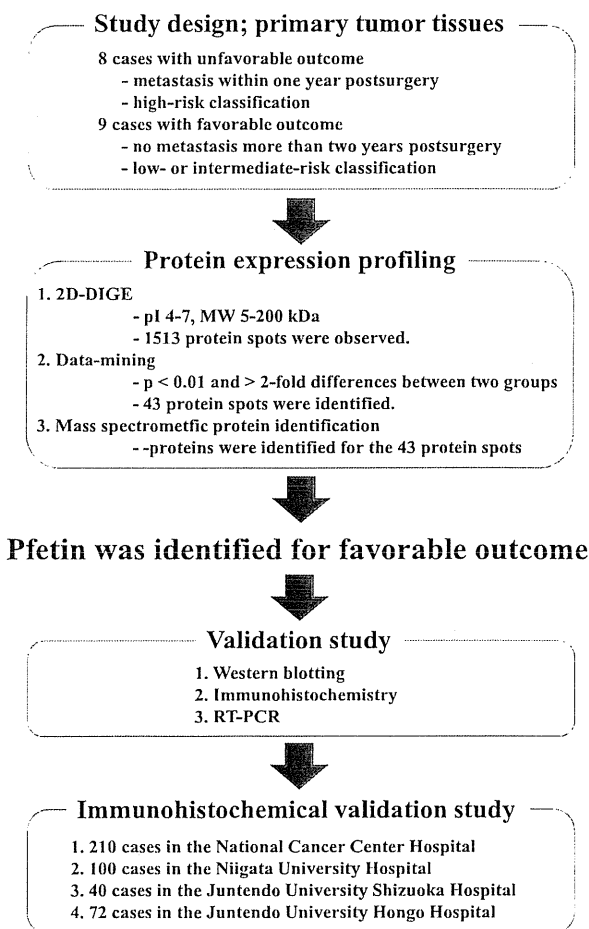 Study design; primary tumor tissues
8 cases with unfavorable outcome
- metastasis within one year postsurgery
- high-risk classification
9 cases with favorable outcome
- no metastasis more than two years postsurgery
- low- or intermediate-risk classification
Protein expression profiling
1. 2D-DIGE
- pI 4-7, MW 5-200 kDa
- 1513 protein spots were observed.
2. Data-mining
- p < 0.01 and > 2-fold differences between two groups
- 43 protein spots were identified.
3. Mass spectrometfic protein identification
- -proteins were identified for the 43 protein spots
Pfetin was identified for favorable outcome
Validation study
1. Western blotting
2. Immunohistochemistry
3. RT-PCR
Immunohistochemical validation study
1. 210 cases in the National Cancer Center Hospital
2. 100 cases in the Niigata University Hospital
3. 40 cases in the Juntendo University Shizuoka Hospital
4. 72 cases in the Juntendo University Hongo Hospital